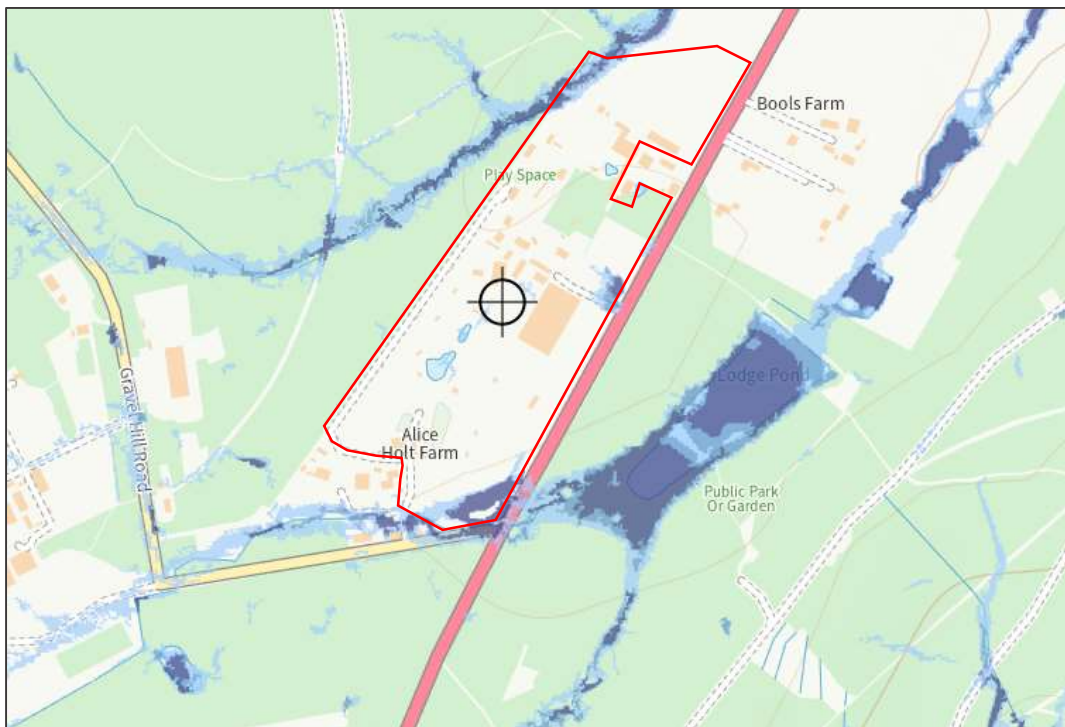 Bools Farm
Play Space
Lodge Pond
Gravel Hill Road
Alice
Holt Farm
Public Park
Or Garden